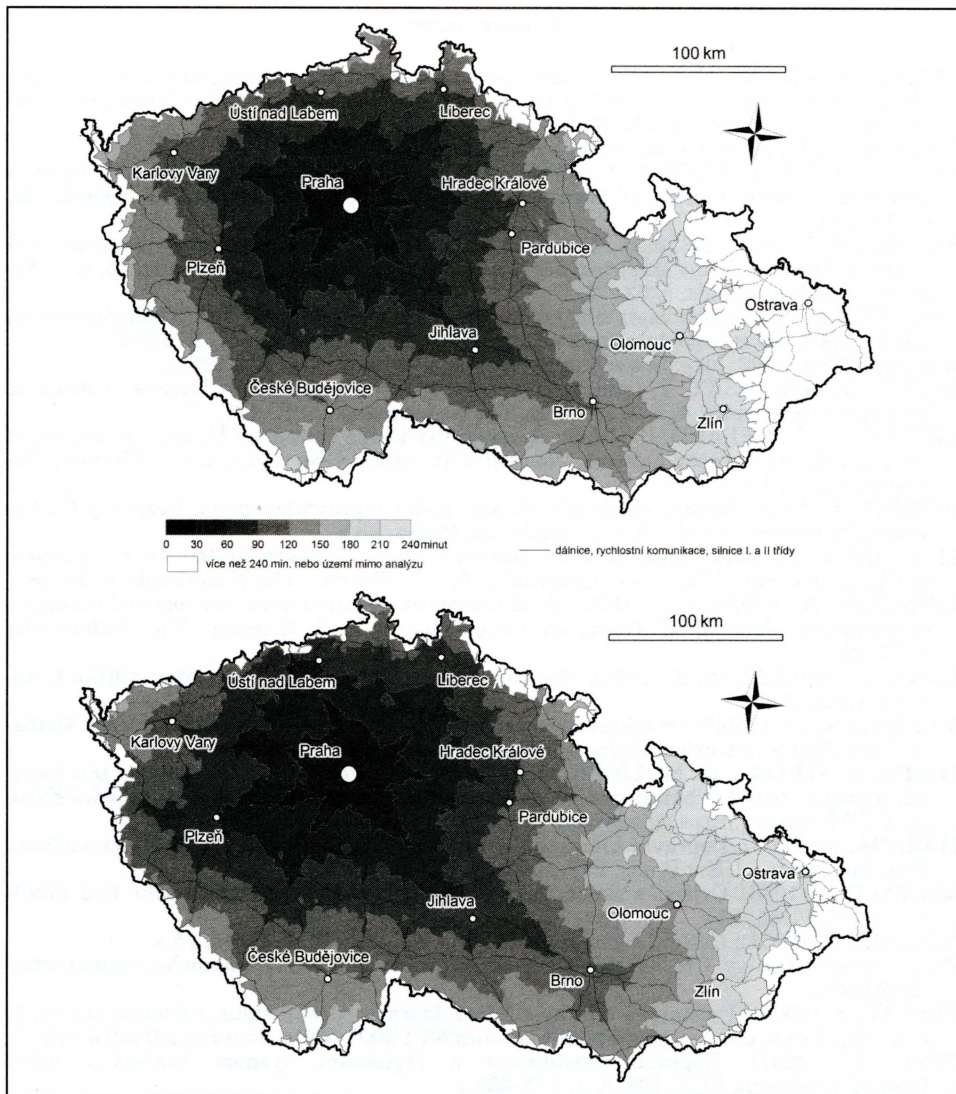 100 km
Ústí nad Labem
Liberec
Karlovy Vary
Praha
Hradec Králové
Plzeň
Pardubice
Ostrava
Jihlava
Olomouc
České Budějovice
Brno
Zlín
0 30 60 90 120 150 180 210 240 minut
více než 240 min. nebo území mimo analýzu
dálnice, rychlostní komunikace, silnice I. a II třídy
100 km
Ústí nad Labem
Liberec
Karlovy Vary
Praha
Hradec Králové
Plzeň
Pardubice
Ostrava
Jihlava
Olomouc
České Budějovice
Brno
Zlín